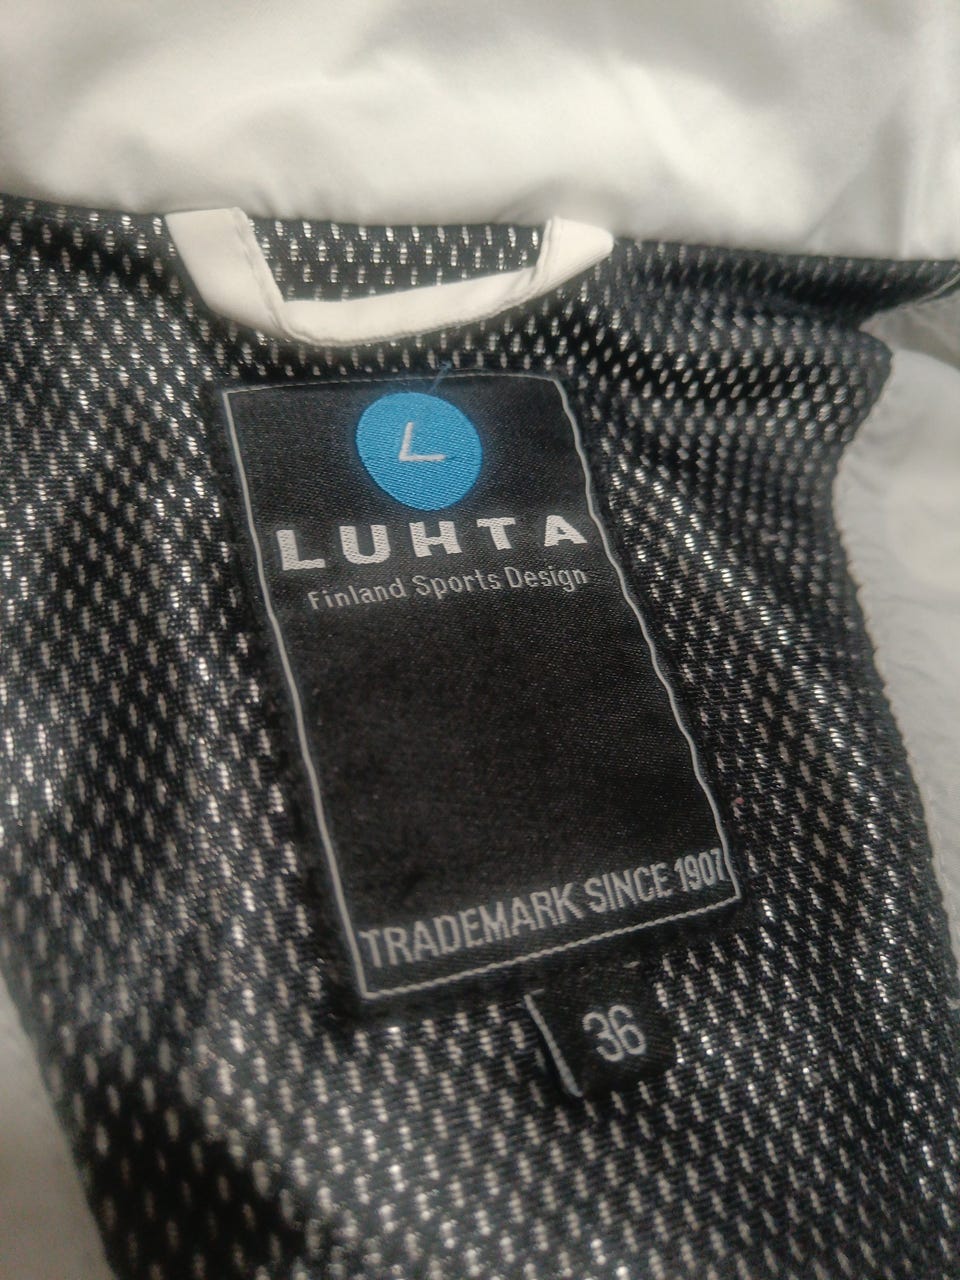 L
LUHTA
Finland Sports Design
TRADEMARK SINCE 1907
36